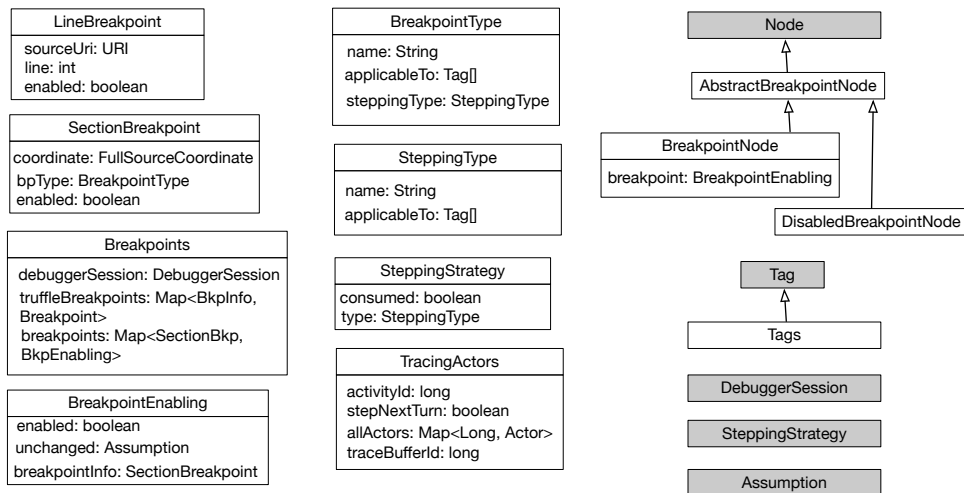 LineBreakpoint
sourceUri: URI
line: int
enabled: boolean
SectionBreakpoint
coordinate: FullSourceCoordinate
bpType: BreakpointType
enabled: boolean
Breakpoints
debuggerSession: DebuggerSession
truffleBreakpoints: Map<BkpInfo,
Breakpoint>
breakpoints: Map<SectionBkp,
BkpEnabling>
BreakpointEnabling
enabled: boolean
unchanged: Assumption
breakpointInfo: SectionBreakpoint
BreakpointType
name: String
applicableTo: Tag[]
steppingType: SteppingType
SteppingType
name: String
applicableTo: Tag[]
SteppingStrategy
consumed: boolean
type: SteppingType
TracingActors
activityId: long
stepNextTurn: boolean
allActors: Map<Long, Actor>
traceBufferId: long
Node
AbstractBreakpointNode
BreakpointNode
breakpoint: BreakpointEnabling
DisabledBreakpointNode
Tag
Tags
DebuggerSession
SteppingStrategy
Assumption